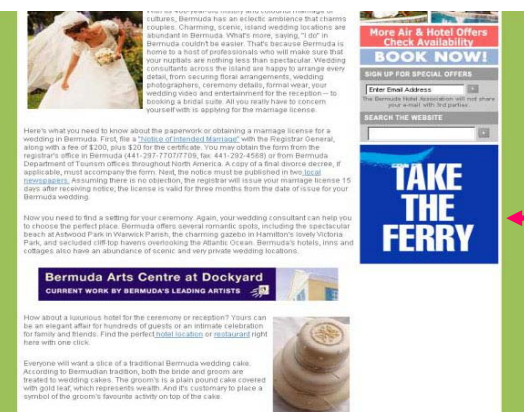 cultures, Bermuda has an eclectic ambience that charms
couples. Charming, scenic, island wedding locations are
abundant in Bermuda. What's more, saying, "I do" in
Bermuda couldn't be easier. That's because Bermuda is
home to a host of professionals who will make sure that
your nuptials are nothing less than spectacular. Wedding
consultants across the island are happy to arrange every
detail, from securing floral arrangements, wedding
photographers, ceremony details, formal wear, your
wedding video and entertainment for the reception -- to
booking a bridal suite. All you really have to concern
yourself with is applying for the marriage license.
Here's what you need to know about the paperwork or obtaining a marriage license for a
wedding in Bermuda. First, file a "Notice of Intended Marriage" with the Registrar General,
along with a fee of $200, plus $20 for the certificate. You may obtain the form from the
registrar's office in Bermuda (441-297-7707/7709, fax: 441-292-4568) or from Bermuda
Department of Tourism offices throughout North America. A copy of a final divorce decree, if
applicable, must accompany the form. Next, the notice must be published in two local
newspapers. Assuming there is no objection, the registrar will issue your marriage license 15
days after receiving notice; the license is valid for three months from the date of issue for your
Bermuda wedding.
Now you need to find a setting for your ceremony. Again, your wedding consultant can help you
to choose the perfect place. Bermuda offers several romantic spots, including the spectacular
beach at Astwood Park in Warwick Parish, the charming gazebo in Hamilton's lovely Victoria
Park, and secluded cliff-top havens overlooking the Atlantic Ocean. Bermuda's hotels, inns and
cottages also have an abundance of scenic and very private wedding locations.
Bermuda Arts Centre at Dockyard
CURRENT WORK BY BERMUDA'S LEADING ARTISTS
How about a luxurious hotel for the ceremony or reception? Yours can
be an elegant affair for hundreds of guests or an intimate celebration
for family and friends. Find the perfect hotel location or restaurant right
here with one click.
Everyone will want a slice of a traditional Bermuda wedding cake.
According to Bermudian tradition, both the bride and groom are
treated to wedding cakes. The groom's is a plain pound cake covered
with gold leaf, which represents wealth. And it's customary to place a
symbol of the groom's favourite activity on top of the cake.
More Air & Hotel Offers
Check Availability
BOOK NOW!
SIGN UP FOR SPECIAL OFFERS
Enter Email Address
The Bermuda Hotel Association will not share
your e-mail with 3rd parties.
SEARCH THE WEBSITE
TAKE
THE
FERRY